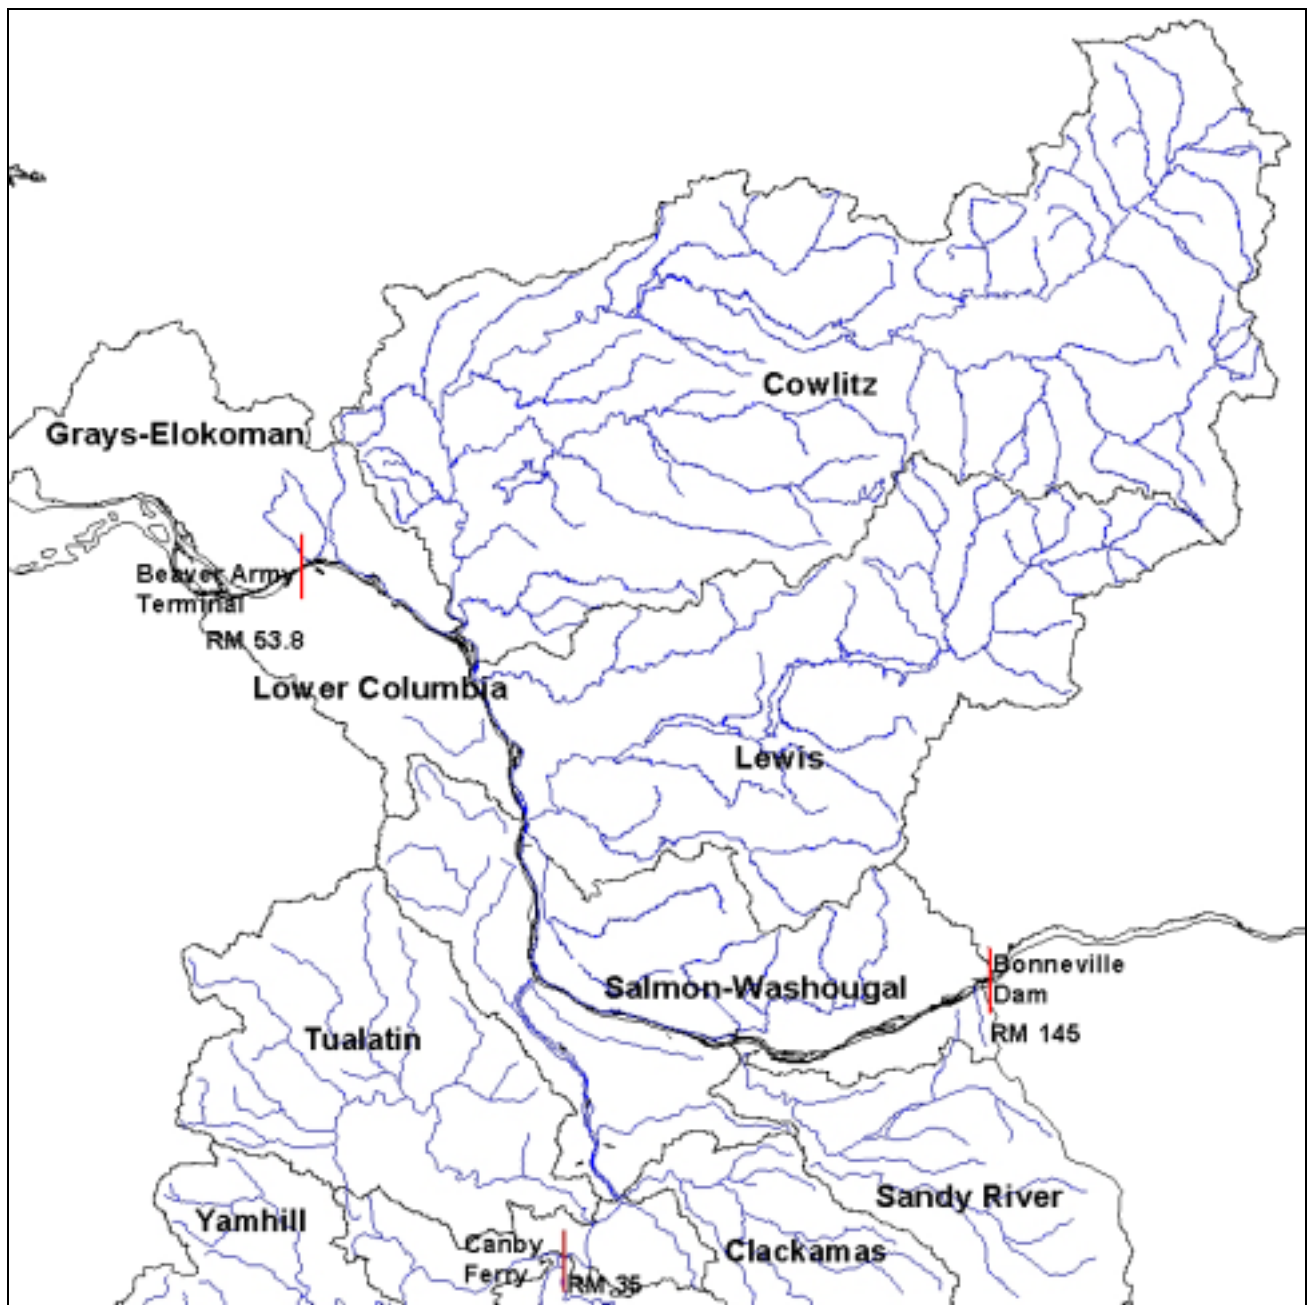 Cowlitz
Grays-Elokoman
Beaver Army
Terminal
RM 53.8
Lower Columbia
Lewis
Bonneville
Dam
RM 145
Salmon-Washougal
Tualatin
Sandy River
Yamhill
Canby
Ferry
RM 35
Clackamas